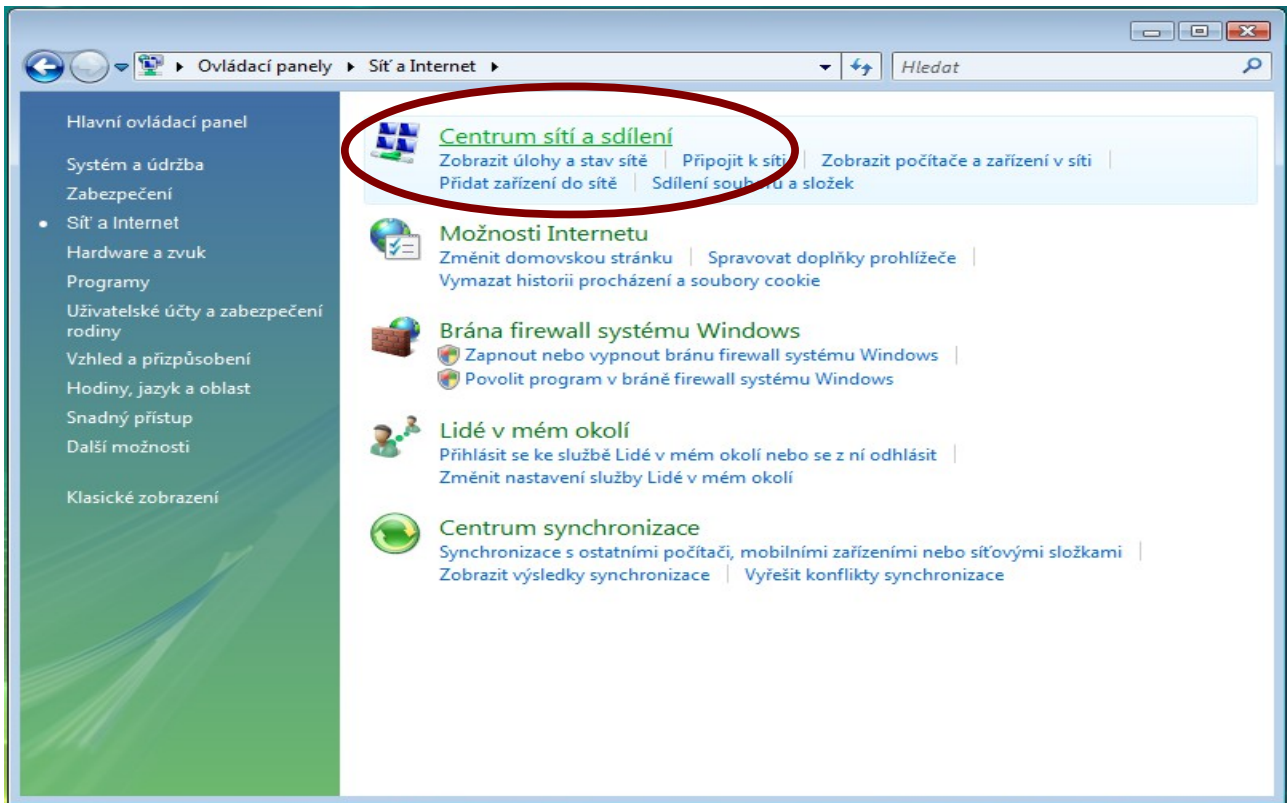 Ovládací panely Síť a Internet Hledat
Hlavní ovládací panel
Systém a údržba
Zabezpečení
Síť a Internet
Hardware a zvuk
Programy
Uživatelské účty a zabezpečení
rodiny
Vzhled a přizpůsobení
Hodiny, jazyk a oblast
Snadný přístup
Další možnosti
Klasické zobrazení
Centrum sítí a sdílení
Zobrazit úlohy a stav sítě Připojit k síti Zobrazit počítače a zařízení v síti
Přidat zařízení do sítě Sdílení souborů a složek
Možnosti Internetu
Změnit domovskou stránku Spravovat doplňky prohlížeče
Vymazat historii procházení a soubory cookie
Brána firewall systému Windows
Zapnout nebo vypnout bránu firewall systému Windows
Povolit program v bráně firewall systému Windows
Lidé v mém okolí
Přihlásit se ke službě Lidé v mém okolí nebo se z ní odhlásit
Změnit nastavení služby Lidé v mém okolí
Centrum synchronizace
Synchronizace s ostatními počítači, mobilními zařízeními nebo síťovými složkami
Zobrazit výsledky synchronizace Vyřešit konflikty synchronizace